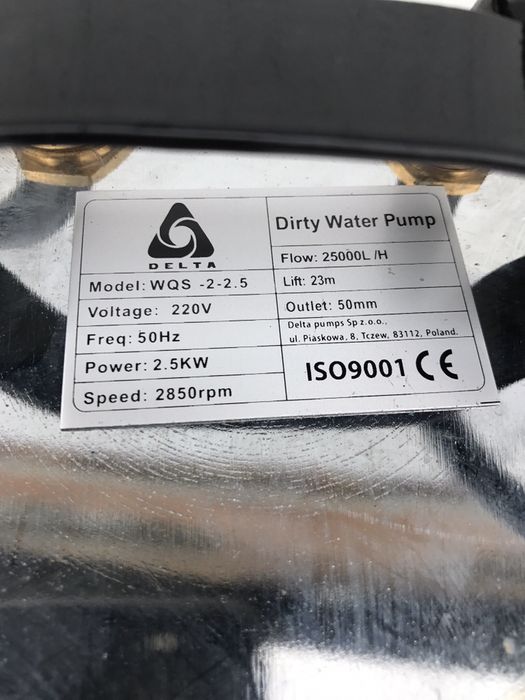 DELTA
Model: WQS -2-2.5
Voltage: 220V
Freq: 50Hz
Power: 2.5KW
Speed: 2850rpm
Dirty Water Pump
Flow: 25000L /H
Lift: 23m
Outlet: 50mm
Delta pumps Sp z.o.o.,
ul. Piaskowa, 8, Tczew, 83112, Poland.
ISO9001 CE